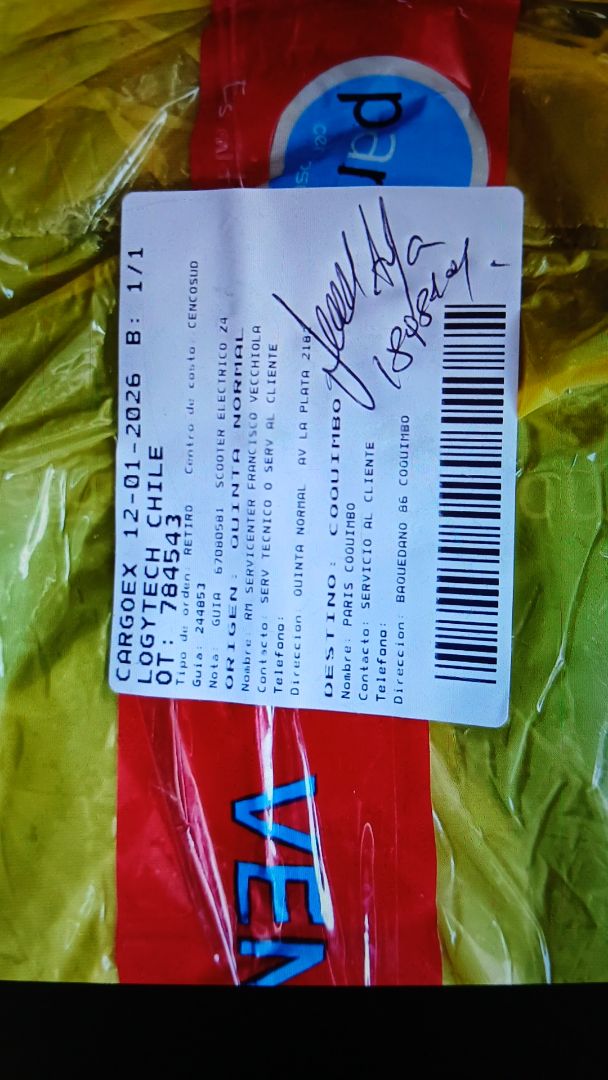 CARGOEX 12-01-2026 B: 1/1
LOGYTECH CHILE
OT: 784543
Tipo de orden: RETIRO Centro de costo: CENCOSUD
Guia: 244853
Nota: GUIA 67080581 SCOOTER ELECTRICO 24
ORIGEN: QUINTA NORMAL
Nombre: RM SERVICENTER FRANCISCO VECCHIOLA
Contacto: SERV TECNICO O SERV AL CLIENTE
Telefono:
Direccion: QUINTA NORMAL AV LA PLATA 218
DESTINO: COQUIMBO
Nombre: PARIS COQUIMBO
Contacto: SERVICIO AL CLIENTE
Telefono:
Direccion: BAQUEDANO 86 COQUIMBO
par
VEN